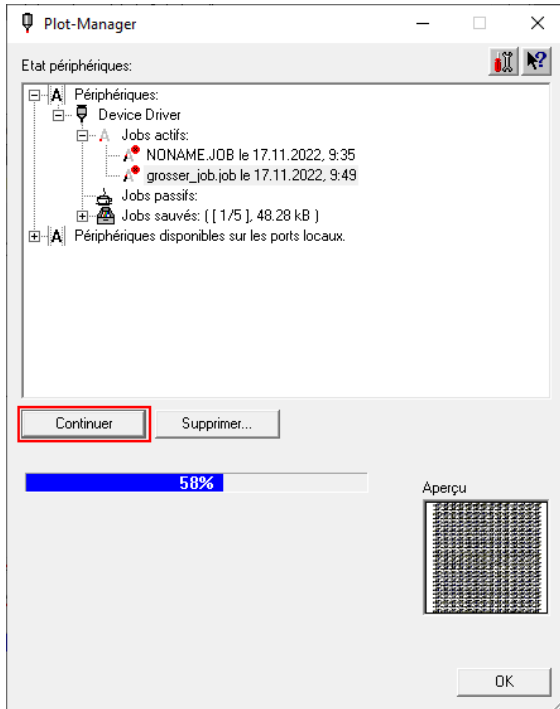 Plot-Manager
Etat périphériques:
Périphériques:
Device Driver
Jobs actifs:
NONAME.JOB le 17.11.2022, 9:35
grosser_job.job le 17.11.2022, 9:49
Jobs passifs:
Jobs sauvés: ( [ 1/5 ], 48.28 kB )
Périphériques disponibles sur les ports locaux.
Continuer
Supprimer...
58%
Aperçu
OK